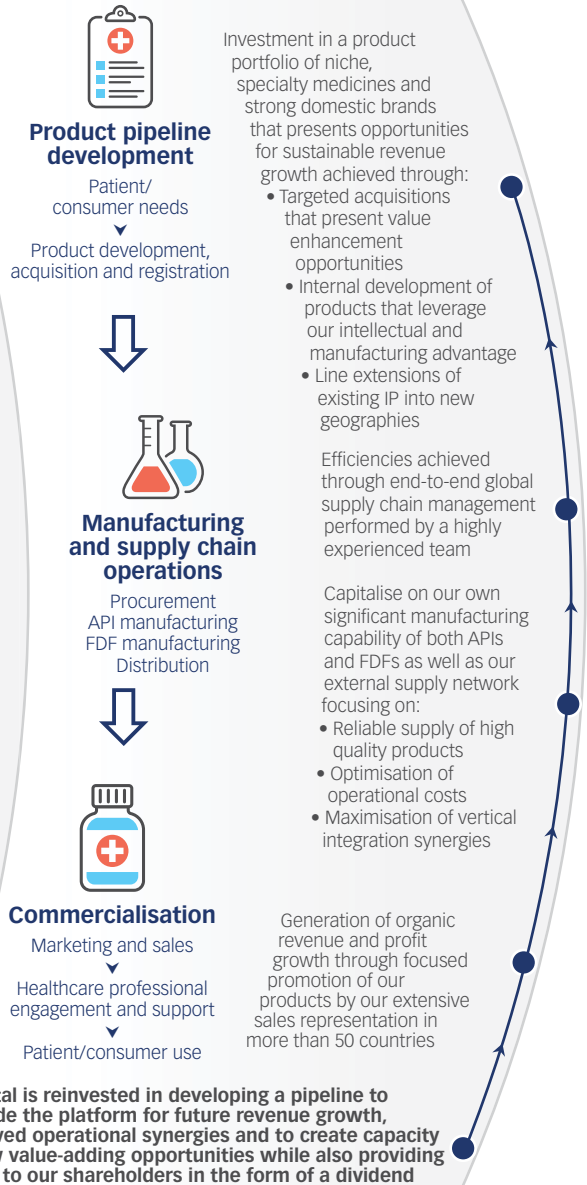 Product pipeline
development
Patient/
consumer needs
Product development,
acquisition and registration
Investment in a product
portfolio of niche,
specialty medicines and
strong domestic brands
that presents opportunities
for sustainable revenue
growth achieved through:
• Targeted acquisitions
that present value
enhancement
opportunities
• Internal development of
products that leverage
our intellectual and
manufacturing advantage
• Line extensions of
existing IP into new
geographies
Manufacturing
and supply chain
operations
Procurement
API manufacturing
FDF manufacturing
Distribution
Efficiencies achieved
through end-to-end global
supply chain management
performed by a highly
experienced team
Capitalise on our own
significant manufacturing
capability of both APIs
and FDFs as well as our
external supply network
focusing on:
• Reliable supply of high
quality products
• Optimisation of
operational costs
• Maximisation of vertical
integration synergies
Commercialisation
Marketing and sales
Healthcare professional
engagement and support
Patient/consumer use
Generation of organic
revenue and profit
growth through focused
promotion of our
products by our extensive
sales representation in
more than 50 countries
is reinvested in developing a pipeline to
the platform for future revenue growth,
operational synergies and to create capacity
value-adding opportunities while also providing
to our shareholders in the form of a dividend